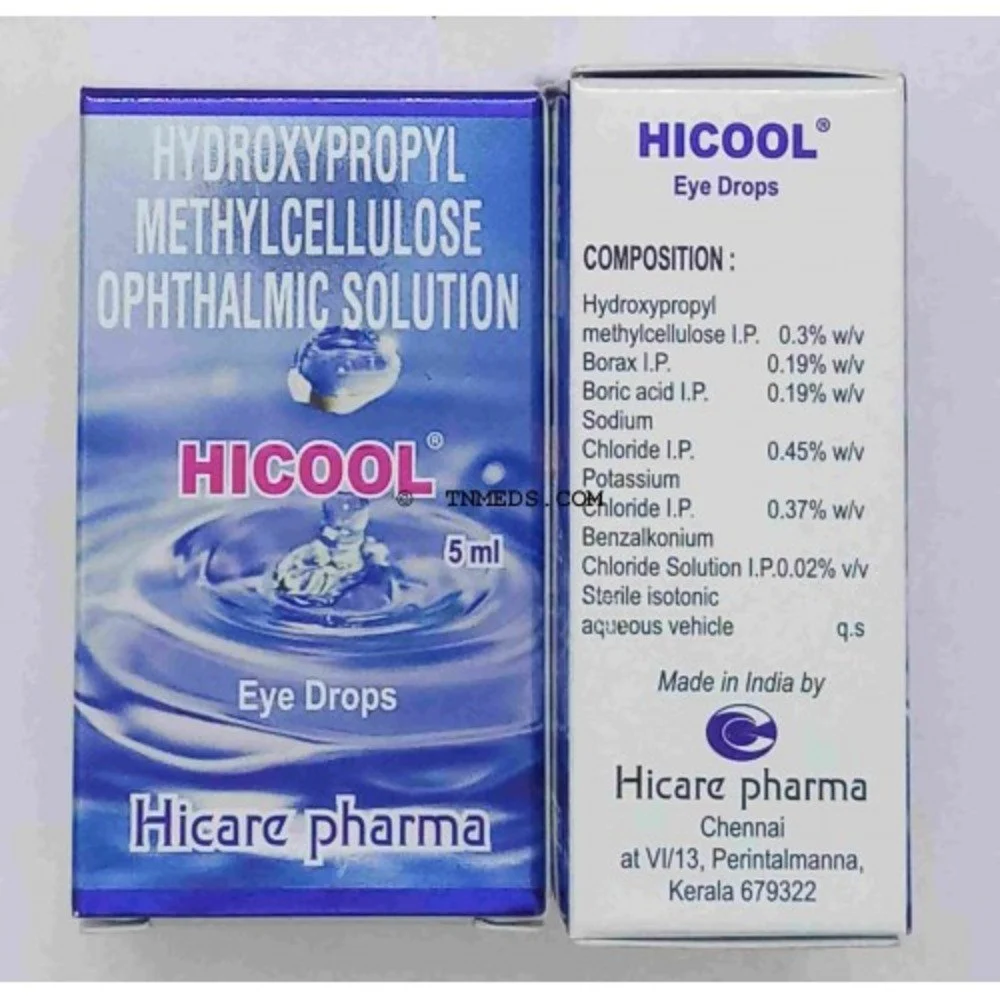 HYDROXYPROPYL
METHYLCELLULOSE
OPHTHALMIC SOLUTION
HICOOL®
® TNMEDS.COM
5 ml
Eye Drops
Hicare pharma
HICOOL®
Eye Drops
COMPOSITION :
Hydroxypropyl
methylcellulose I.P. 0.3% w/v
Borax I.P. 0.19% w/v
Boric acid I.P. 0.19% w/v
Sodium
Chloride I.P. 0.45% w/v
Potassium
Chloride I.P. 0.37% w/v
Benzalkonium
Chloride Solution I.P.0.02% v/v
Sterile isotonic
aqueous vehicle q.s
Made in India by
Hicare pharma
Chennai
at VI/13, Perintalmanna,
Kerala 679322